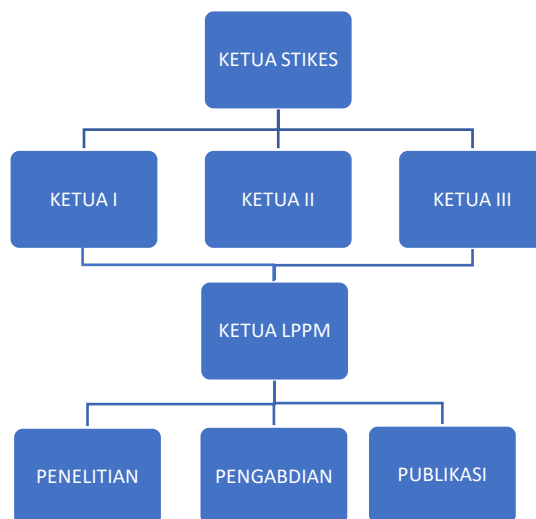 KETUA STIKES
KETUA I
KETUA II
KETUA III
KETUA LPPM
PENELITIAN
PENGABDIAN
PUBLIKASI